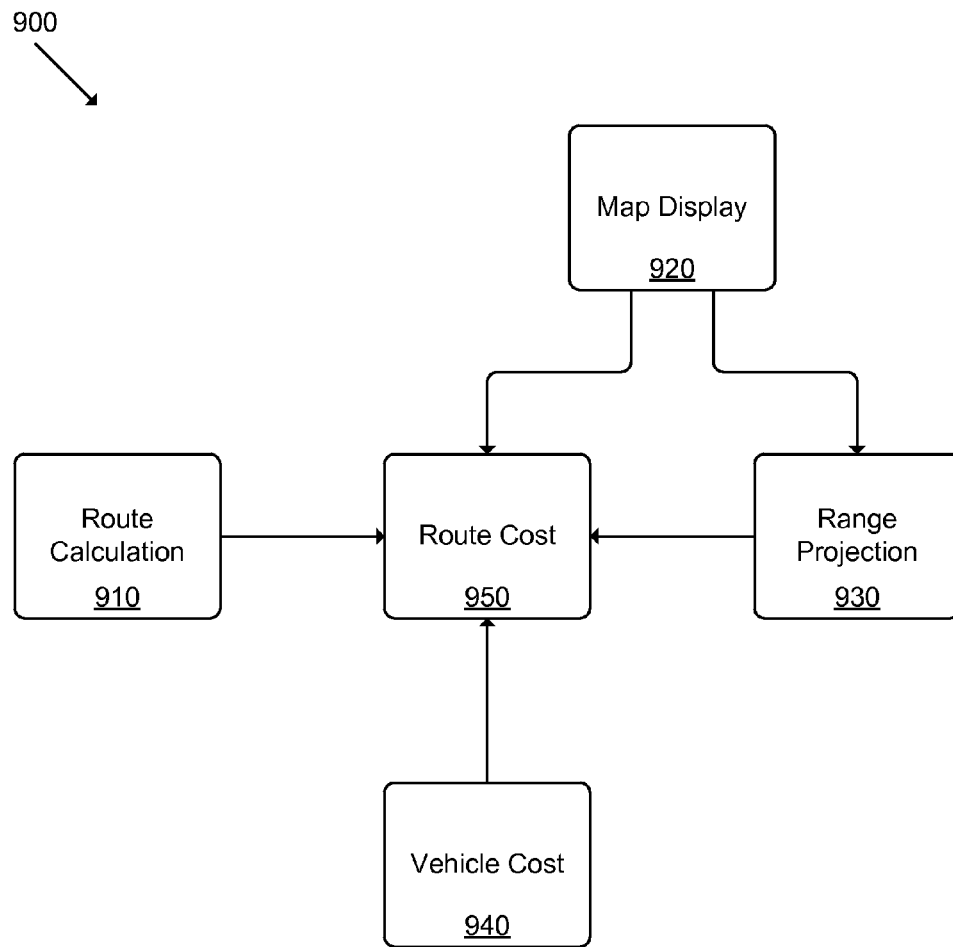 900
Map Display
920
Route
Calculation
910
Route Cost
950
Range
Projection
930
Vehicle Cost
940